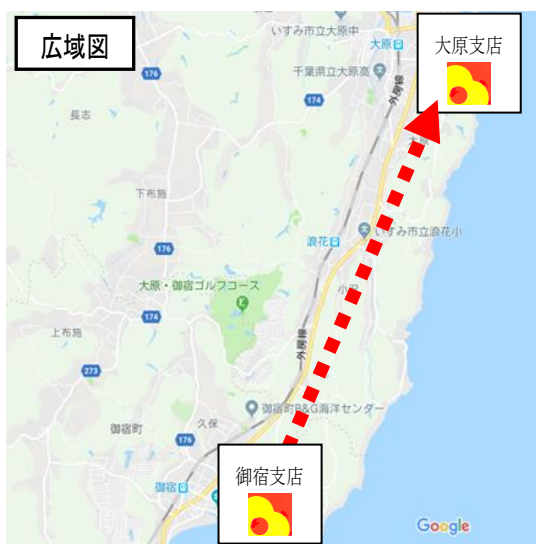 広域図
いすみ市立大原中
大原
千葉県立大原高
大原支店
176
174
長志
外房線
大原
下布施
いすみ市立浪花小
浪花
176
大原・御宿ゴルフコース
小沢
174
上布施
外房線
273
御宿町B&G海洋センター
久保
御宿町
176
御宿支店
御宿
Google